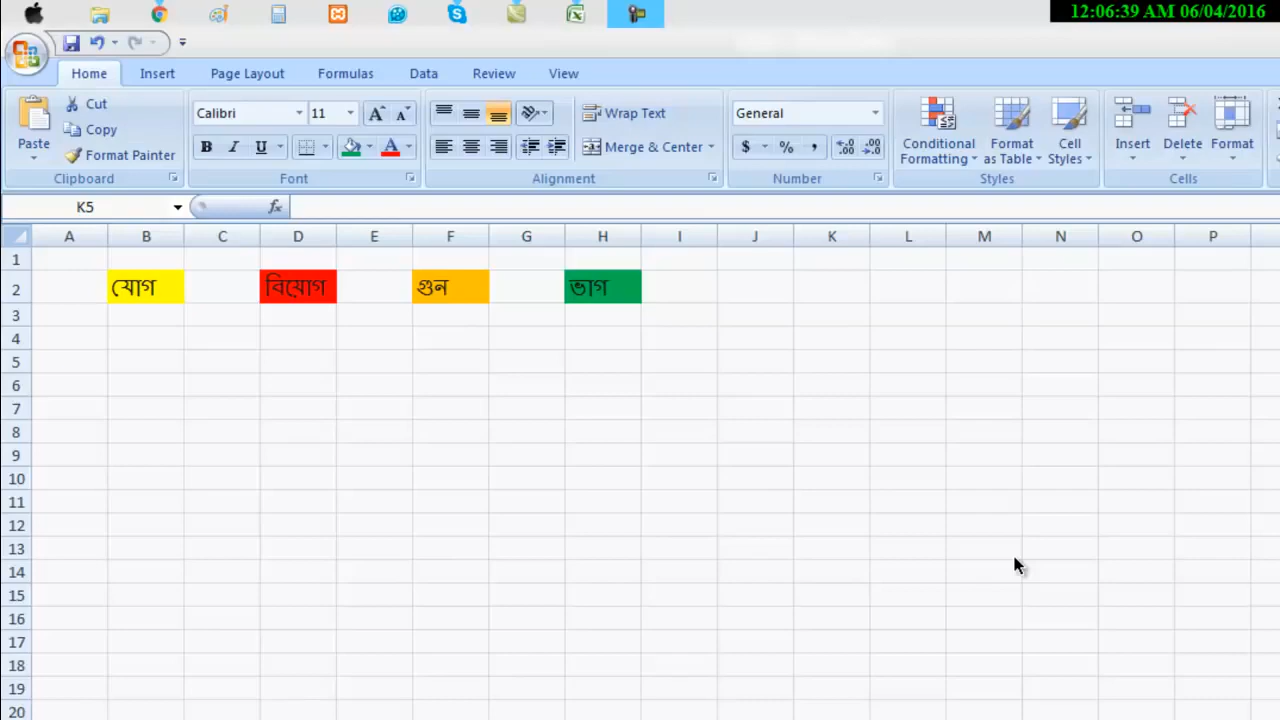 12:06:39 AM 06/04/2016
Home Insert Page Layout Formulas Data Review View
Paste
Cut
Copy
Format Painter
Clipboard
Calibri 11
B I U
Font
Wrap Text
Merge & Center
Alignment
General
$ % ,
Number
Conditional Formatting
Format as Table
Cell Styles
Styles
Insert Delete Format
Cells
K5 fx
A B C D E F G H I J K L M N O P
1
2 যোগ বিয়োগ গুন ভাগ
3
4
5
6
7
8
9
10
11
12
13
14
15
16
17
18
19
20